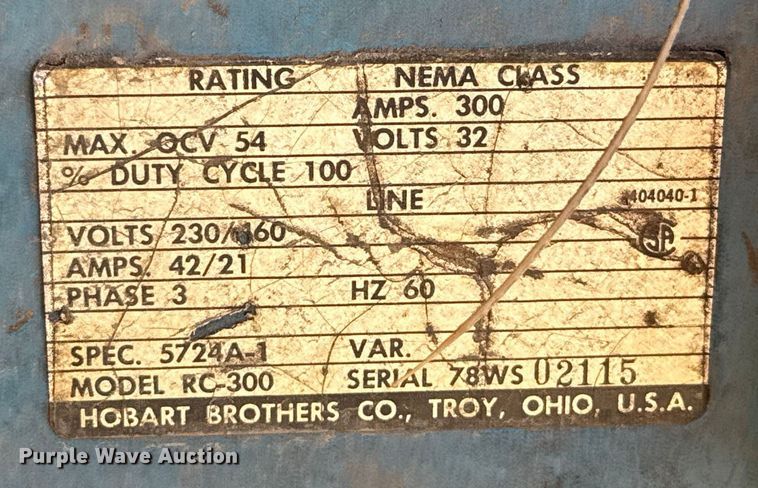 RATING NEMA CLASS
AMPS. 300
MAX. OCV 54 VOLTS 32
% DUTY CYCLE 100
LINE 404040-1
VOLTS 230/460
AMPS. 42/21
PHASE 3 HZ 60
SPEC. 5724A-1 VAR.
MODEL RC-300 SERIAL 78WS 02115
HOBART BROTHERS CO., TROY, OHIO, U.S.A.
Purple Wave Auction